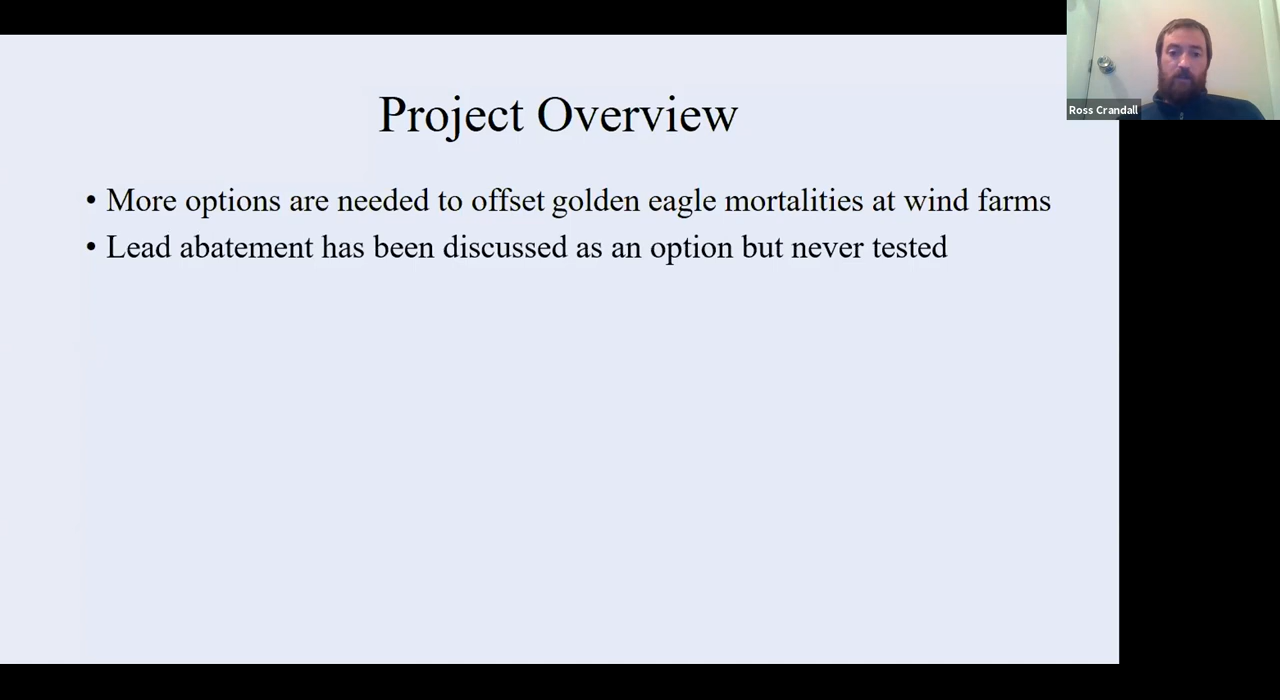 Project Overview
• More options are needed to offset golden eagle mortalities at wind farms
• Lead abatement has been discussed as an option but never tested
Ross Crandall